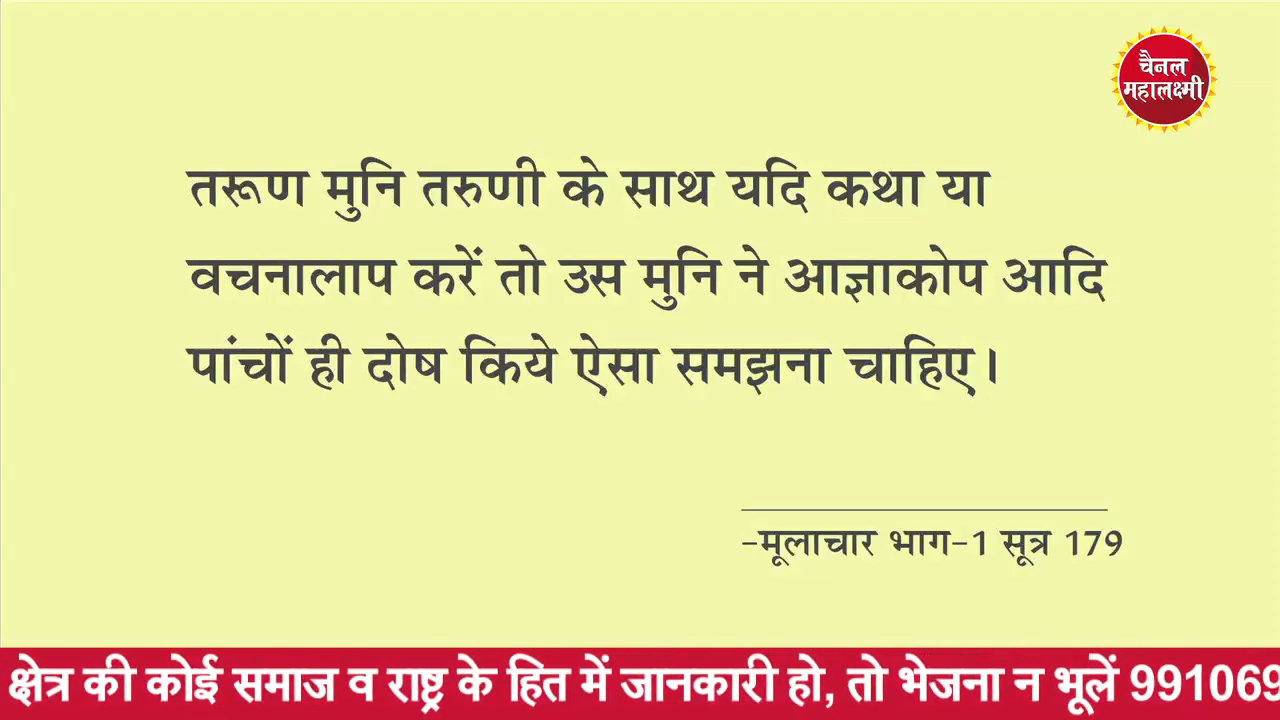 चैनल
महालक्ष्मी
तरूण मुनि तरुणी के साथ यदि कथा या
वचनालाप करें तो उस मुनि ने आज्ञाकोप आदि
पांचों ही दोष किये ऐसा समझना चाहिए।
-मूलाचार भाग-1 सूत्र 179
क्षेत्र की कोई समाज व राष्ट्र के हित में जानकारी हो, तो भेजना न भूलें 991069